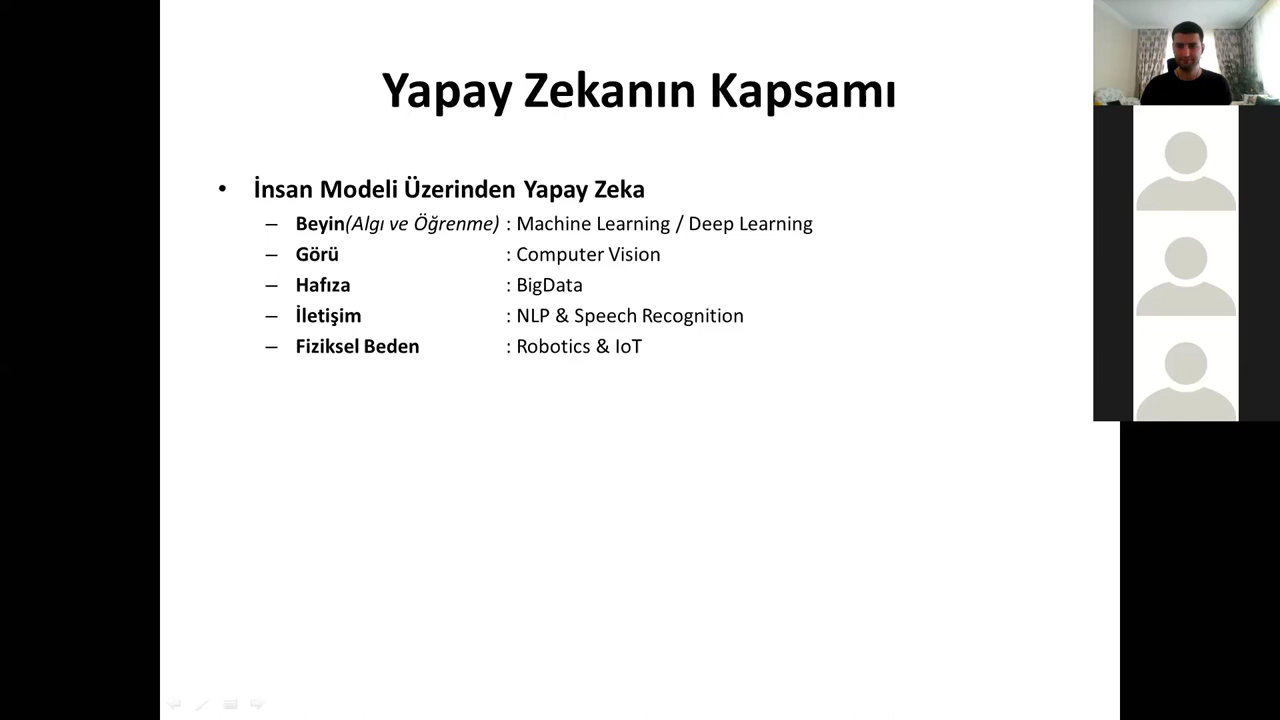 Yapay Zekanın Kapsamı
• İnsan Modeli Üzerinden Yapay Zeka
– Beyin(Algı ve Öğrenme) : Machine Learning / Deep Learning
– Görü : Computer Vision
– Hafıza : BigData
– İletişim : NLP & Speech Recognition
– Fiziksel Beden : Robotics & IoT